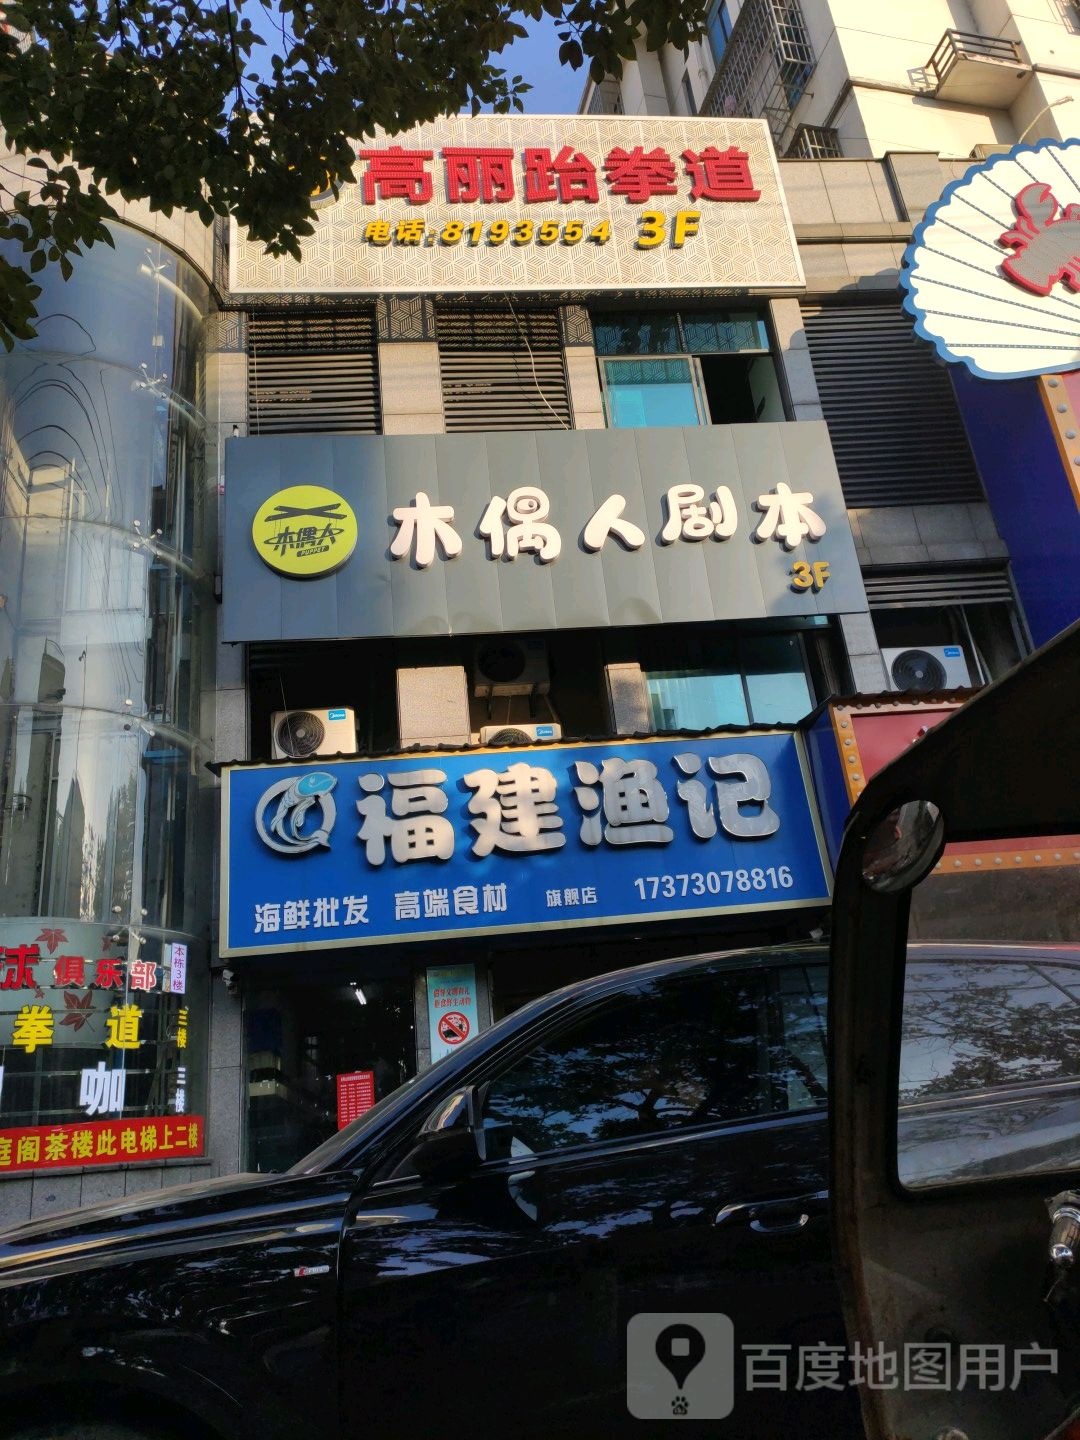 高丽跆拳道
电话:8193554 3F
木偶人
PUPPET
木偶人剧本
3F
福建渔记
海鲜批发 高端食材 旗舰店 17373078816
球俱乐部
本栋3楼
拳道 三楼
咖 三楼
庭阁茶楼此电梯上二楼
百度地图用户